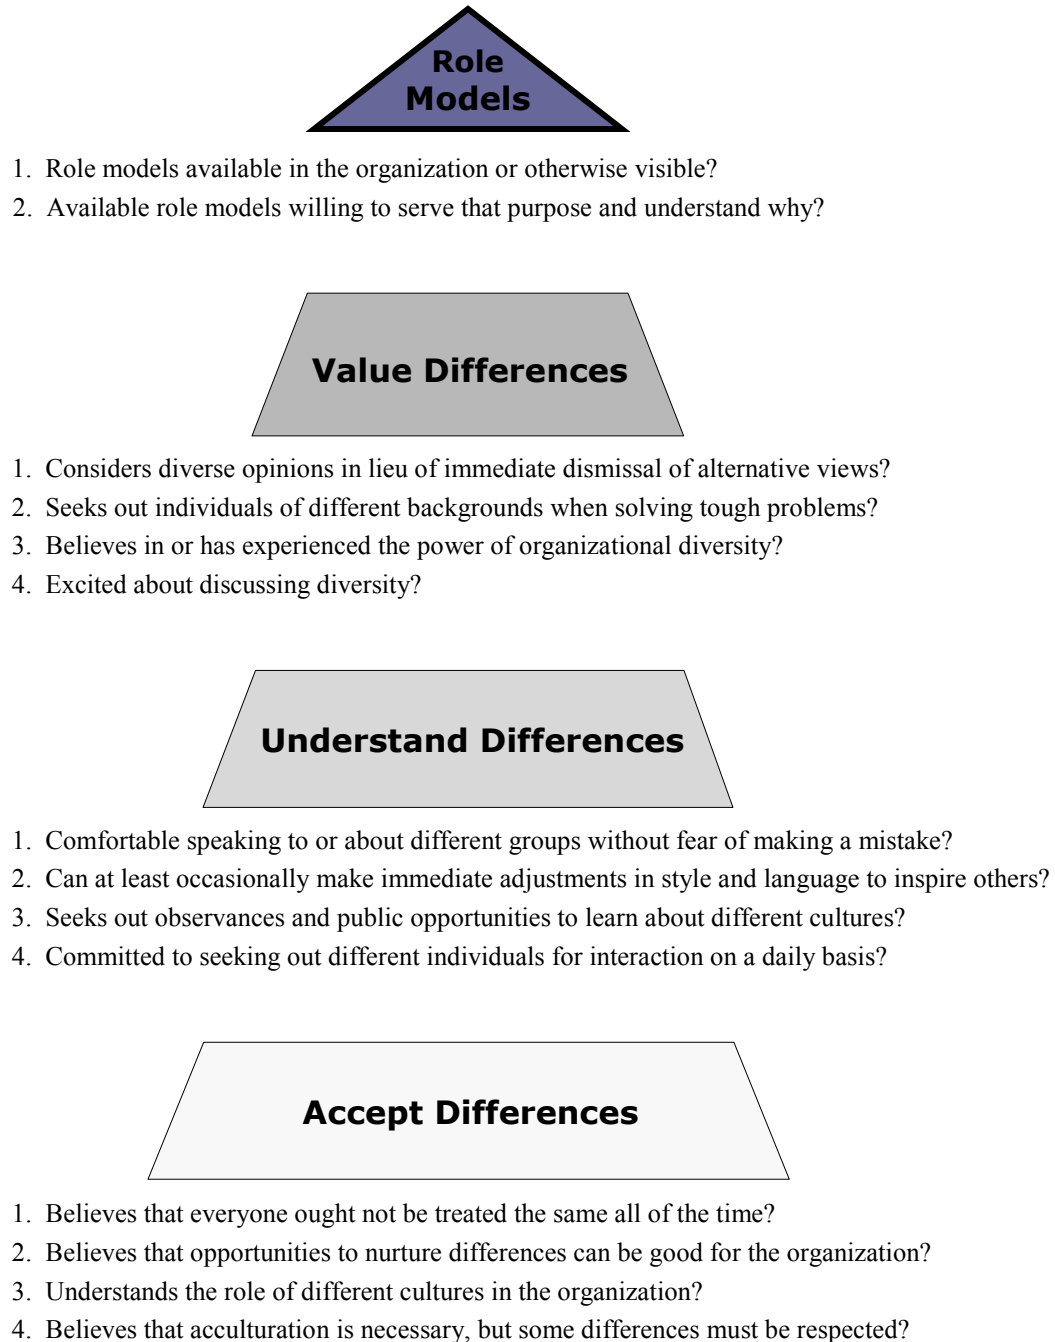 Role
Models
1. Role models available in the organization or otherwise visible?
2. Available role models willing to serve that purpose and understand why?
Value Differences
1. Considers diverse opinions in lieu of immediate dismissal of alternative views?
2. Seeks out individuals of different backgrounds when solving tough problems?
3. Believes in or has experienced the power of organizational diversity?
4. Excited about discussing diversity?
Understand Differences
1. Comfortable speaking to or about different groups without fear of making a mistake?
2. Can at least occasionally make immediate adjustments in style and language to inspire others?
3. Seeks out observances and public opportunities to learn about different cultures?
4. Committed to seeking out different individuals for interaction on a daily basis?
Accept Differences
1. Believes that everyone ought not be treated the same all of the time?
2. Believes that opportunities to nurture differences can be good for the organization?
3. Understands the role of different cultures in the organization?
4. Believes that acculturation is necessary, but some differences must be respected?